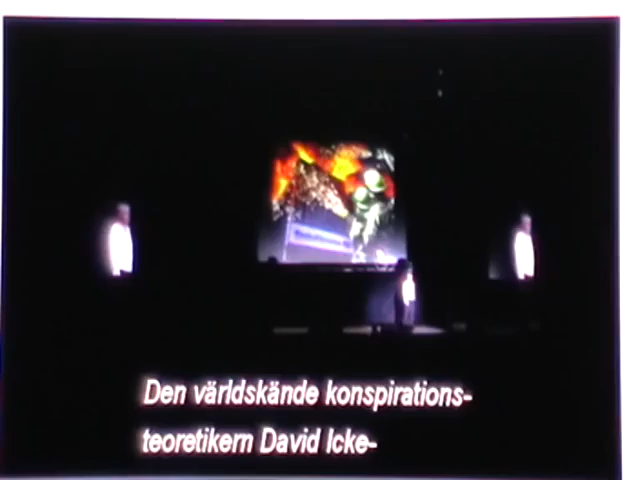 Den världskände konspirations-
teoretikern David Icke-